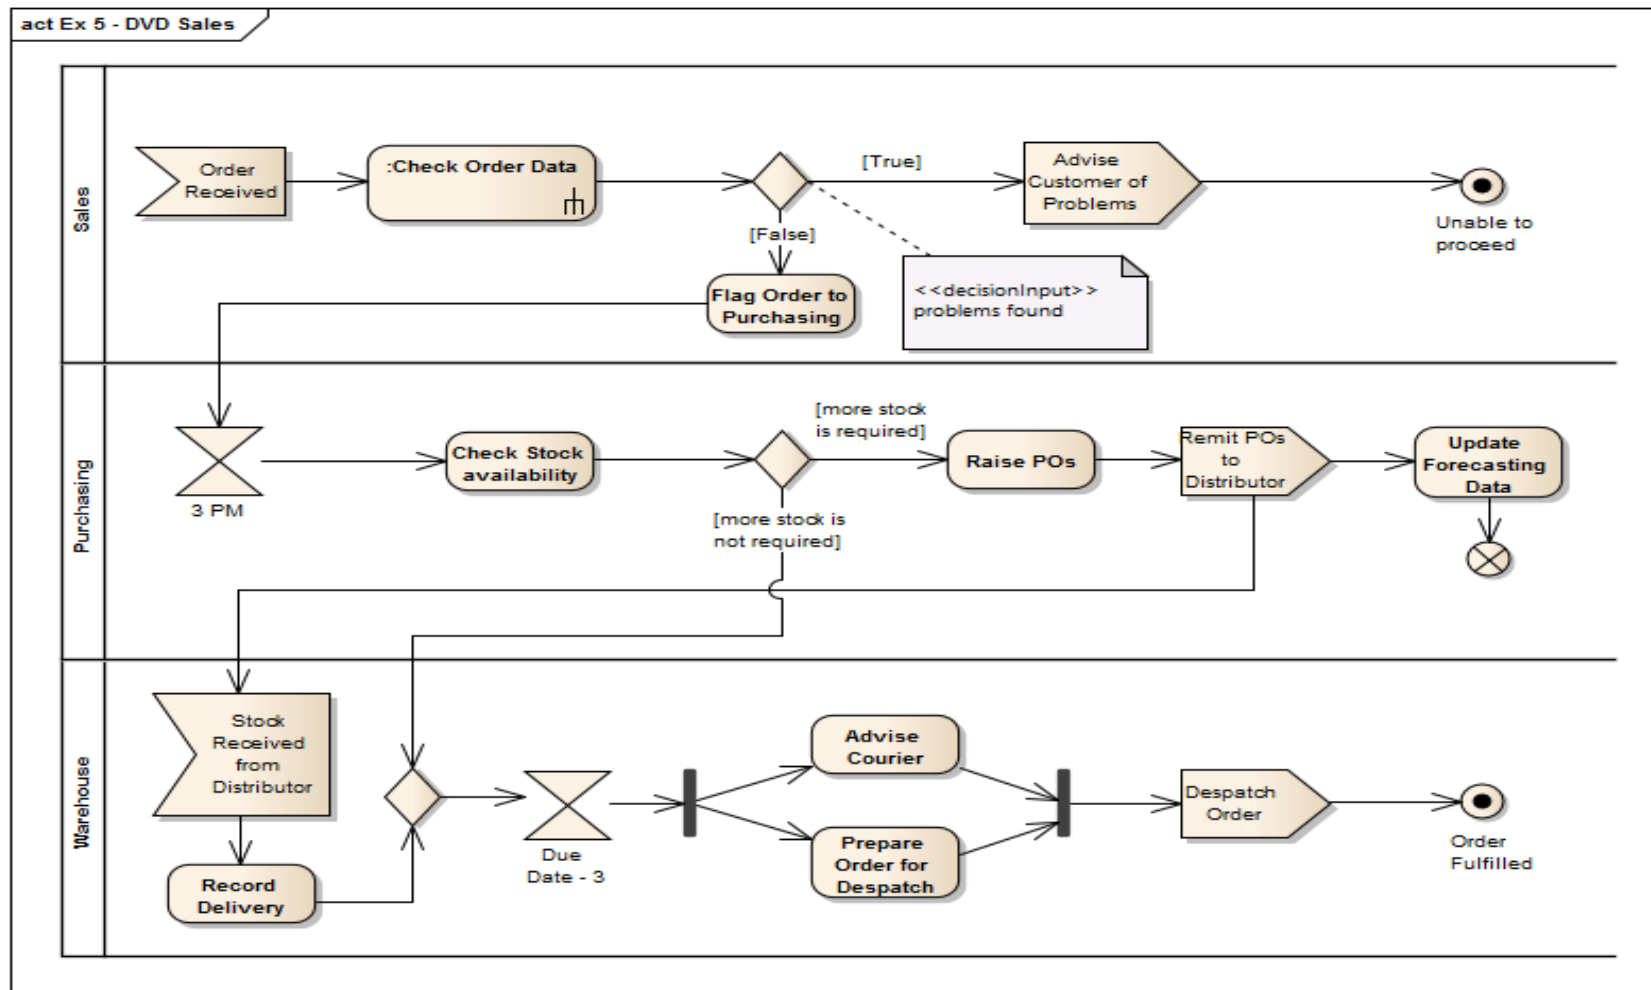 act Ex 5 - DVD Sales
Sales
Order
Received
:Check Order Data
[True]
[False]
Advise
Customer of
Problems
Unable to
proceed
Flag Order to
Purchasing
<<decisionInput>>
problems found
Purchasing
3 PM
Check Stock
availability
[more stock
is required]
[more stock is
not required]
Raise POs
Remit POs
to
Distributor
Update
Forecasting
Data
Warehouse
Stock
Received
from
Distributor
Record
Delivery
Due
Date - 3
Advise
Courier
Prepare
Order for
Despatch
Despatch
Order
Order
Fulfilled